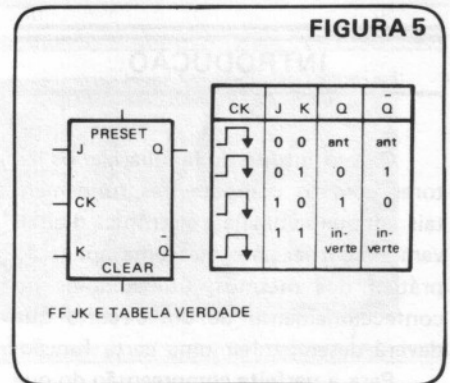 FIGURA 5
PRESET
J Q
CK
K Q
CLEAR
CK J K Q Q̄
0 0 ant ant
0 1 0 1
1 0 1 0
1 1 in-verte in-verte
FF JK E TABELA VERDADE